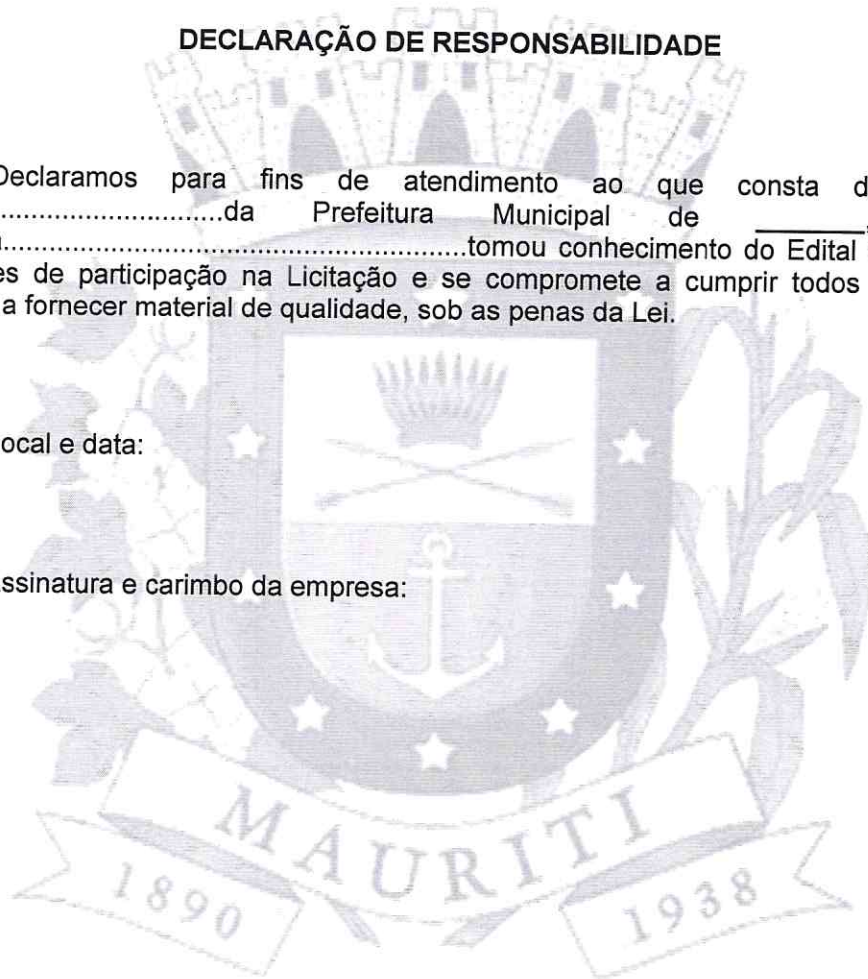 DECLARAÇÃO DE RESPONSABILIDADE
Declaramos para fins de atendimento ao que consta d
..............................da Prefeitura Municipal de _________,
....................................................tomou conhecimento do Edital
es de participação na Licitação e se compromete a cumprir todos
a fornecer material de qualidade, sob as penas da Lei.
ocal e data:
ssinatura e carimbo da empresa:
MAURITI
1890
1938